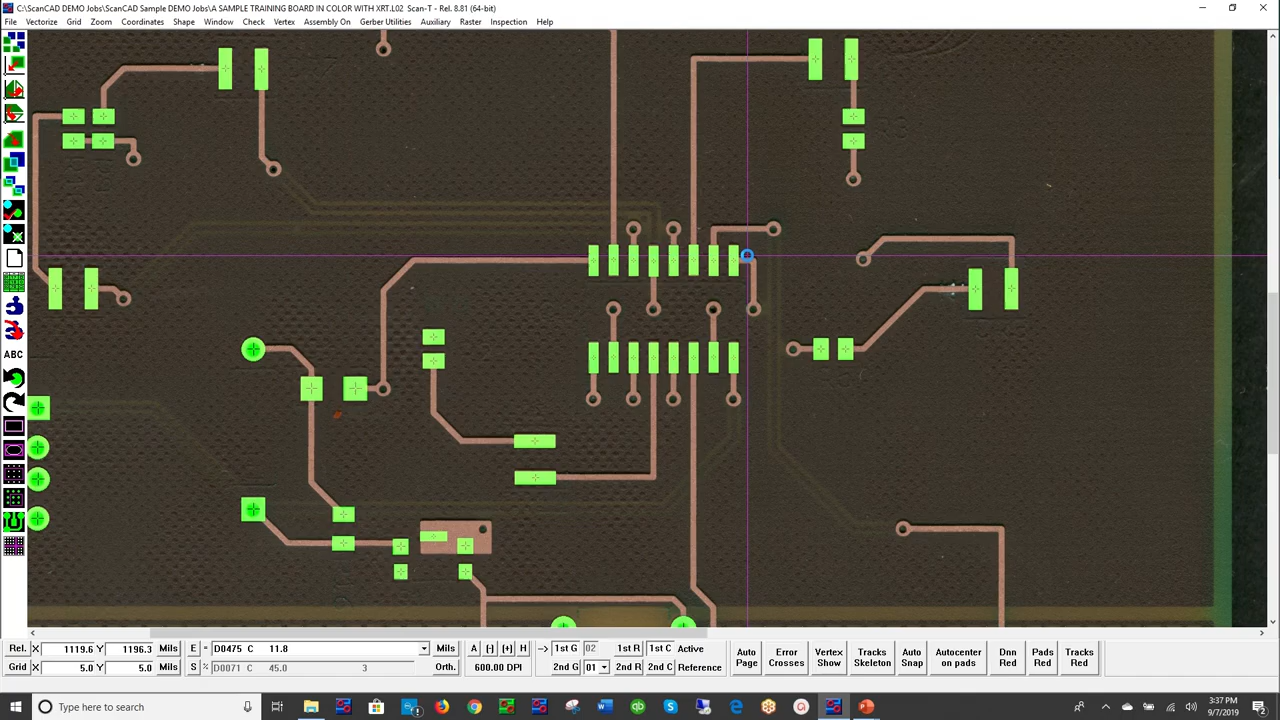 C:\ScanCAD DEMO Jobs\ScanCAD Sample DEMO Jobs\A SAMPLE TRAINING BOARD IN COLOR WITH XRT.L02 Scan-T - Rel. 8.81 (64-bit)
File Vectorize Grid Zoom Coordinates Shape Window Check Vertex Assembly On Gerber Utilities Auxiliary Raster Inspection Help
ABC
Rel. X 1119.6 Y 1196.3 Mils E = D0475 C 11.8 Mils A [-] [+] H --> 1st G 02 1st R 1st C Active
Grid X 5.0 Y 5.0 Mils S % D0071 C 45.0 3 Orth. 600.00 DPI 2nd G 01 2nd R 2nd C Reference
Auto Page
Error Crosses
Vertex Show
Tracks Skeleton
Auto Snap
Autocenter on pads
Dnn Red
Pads Red
Tracks Red
Type here to search
3:37 PM
9/7/2019